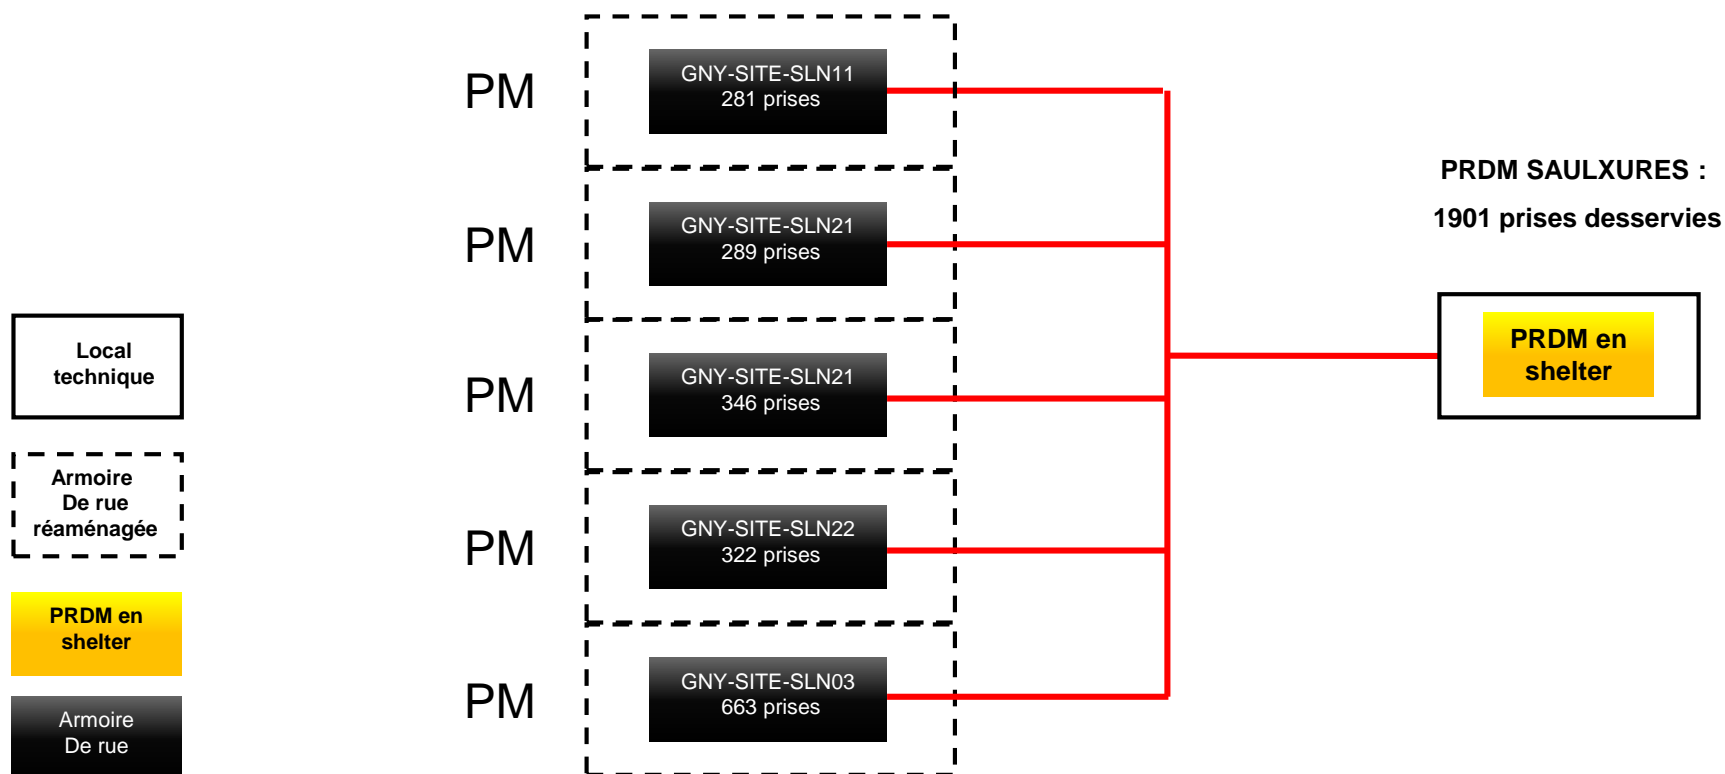 PM
GNY-SITE-SLN11
281 prises
PM
GNY-SITE-SLN21
289 prises
PM
GNY-SITE-SLN21
346 prises
PM
GNY-SITE-SLN22
322 prises
PM
GNY-SITE-SLN03
663 prises
PRDM SAULXURES :
1901 prises desservies
PRDM en
shelter
Local
technique
Armoire
De rue
réaménagée
PRDM en
shelter
Armoire
De rue